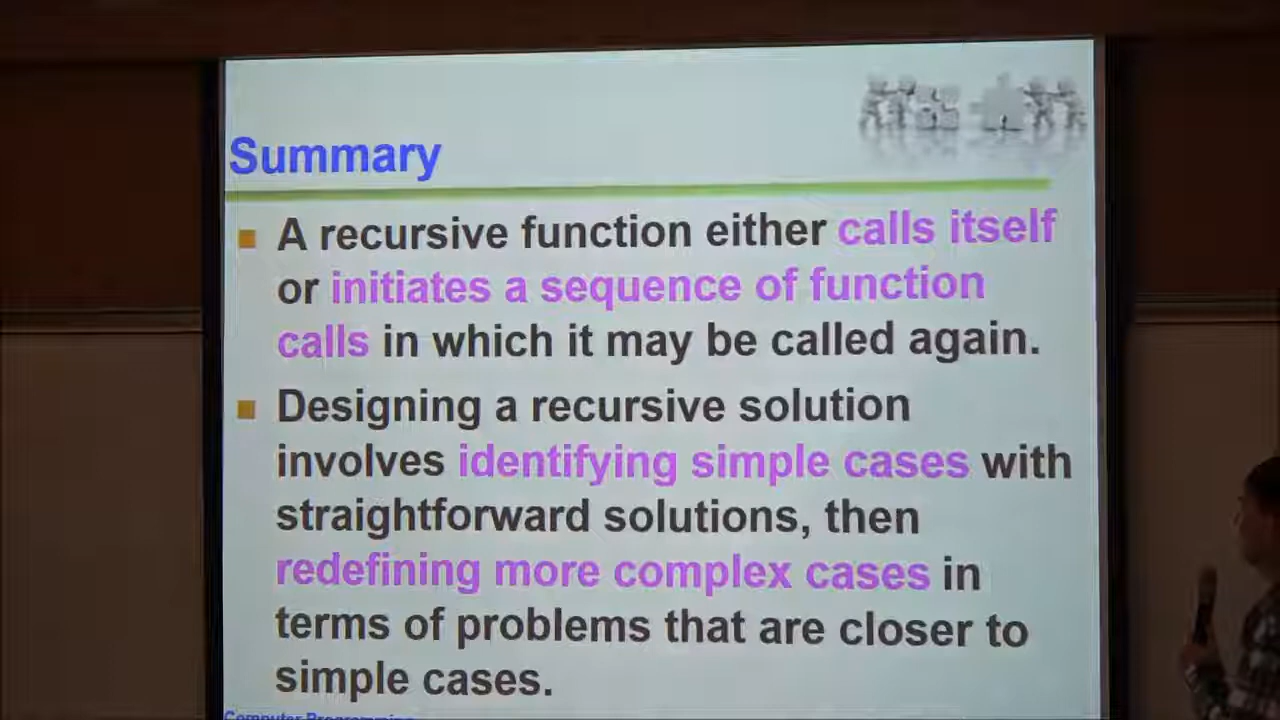 Summary
A recursive function either calls itself
or initiates a sequence of function
calls in which it may be called again.
Designing a recursive solution
involves identifying simple cases with
straightforward solutions, then
redefining more complex cases in
terms of problems that are closer to
simple cases.
Computer Programming